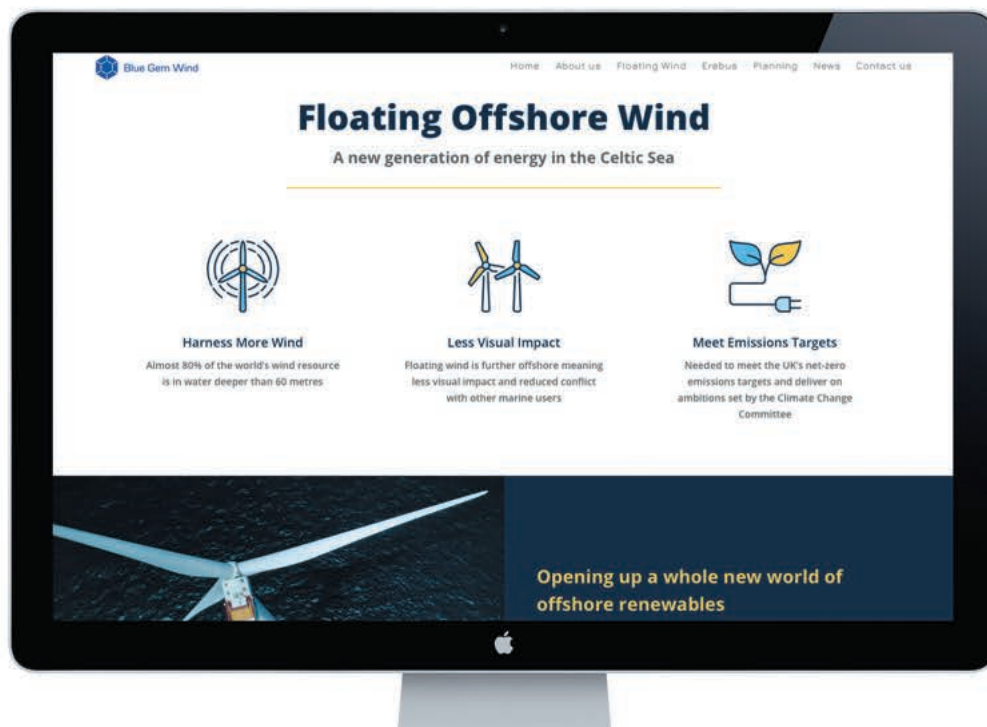 Blue Gem Wind
Home About us Floating Wind Erebus Planning News Contact us
Floating Offshore Wind
A new generation of energy in the Celtic Sea
Harness More Wind
Almost 80% of the world's wind resource
is in water deeper than 60 metres
Less Visual Impact
Floating wind is further offshore meaning
less visual impact and reduced conflict
with other marine users
Meet Emissions Targets
Needed to meet the UK's net-zero
emissions targets and deliver on
ambitions set by the Climate Change
Committee
Opening up a whole new world of
offshore renewables